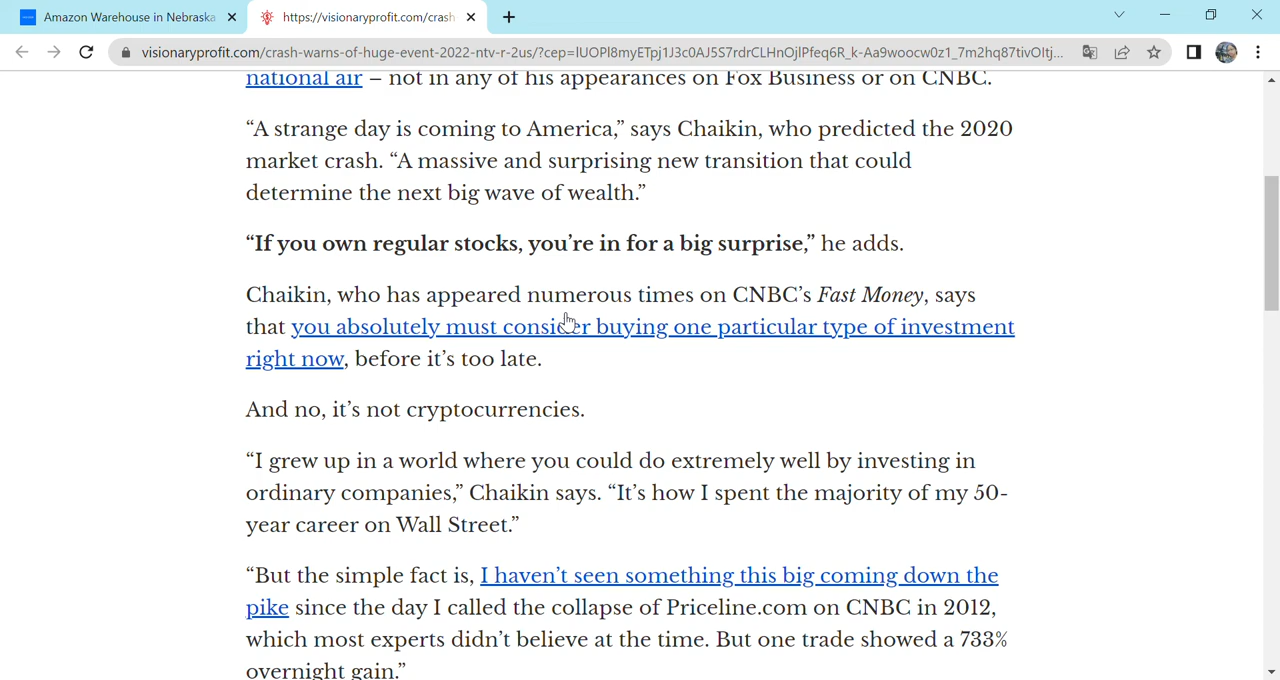 Amazon Warehouse in Nebraska
https://visionaryprofit.com/crash
visionaryprofit.com/crash-warns-of-huge-event-2022-ntv-r-2us/?cep=IUOPl8myETpj1J3c0AJ5S7rdrCLHnOjlPfeq6R_k-Aa9woocw0z1_7m2hq87tivOltj...
national air – not in any of his appearances on Fox Business or on CNBC.
“A strange day is coming to America,” says Chaikin, who predicted the 2020
market crash. “A massive and surprising new transition that could
determine the next big wave of wealth.”
“If you own regular stocks, you’re in for a big surprise,” he adds.
Chaikin, who has appeared numerous times on CNBC’s Fast Money, says
that you absolutely must consider buying one particular type of investment
right now, before it’s too late.
And no, it’s not cryptocurrencies.
“I grew up in a world where you could do extremely well by investing in
ordinary companies,” Chaikin says. “It’s how I spent the majority of my 50-
year career on Wall Street.”
“But the simple fact is, I haven’t seen something this big coming down the
pike since the day I called the collapse of Priceline.com on CNBC in 2012,
which most experts didn’t believe at the time. But one trade showed a 733%
overnight gain.”